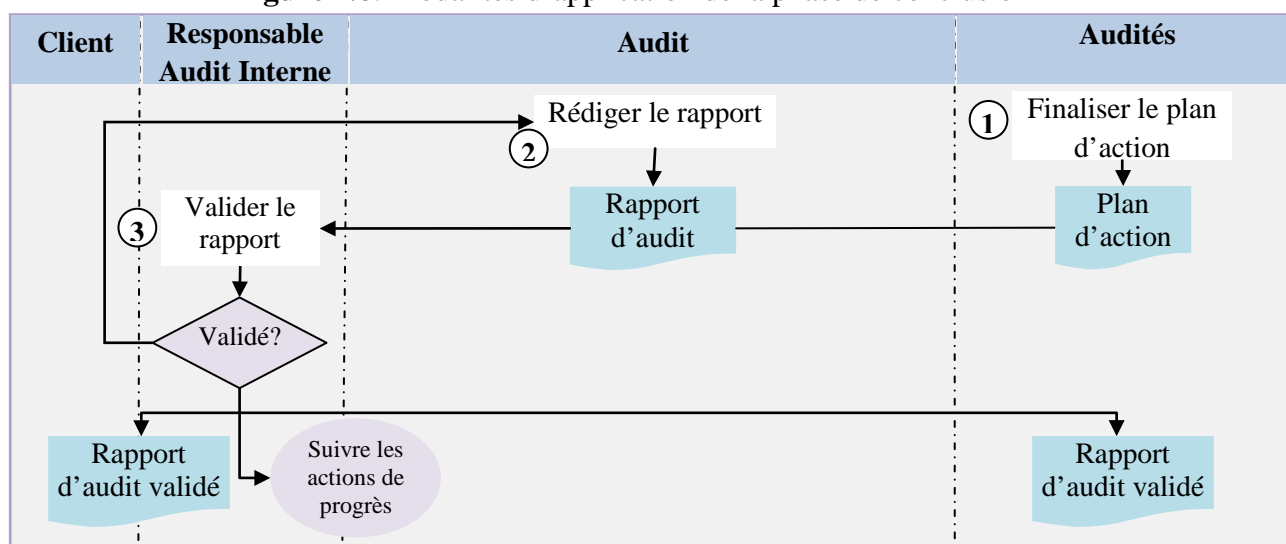 Client
Responsable
Audit Interne
Audit
Audités
Rédiger le rapport
2
1
Finaliser le plan
d’action
3
Valider le
rapport
Rapport
d’audit
Plan
d’action
Validé?
Rapport
d’audit validé
Suivre les
actions de
progrès
Rapport
d’audit validé